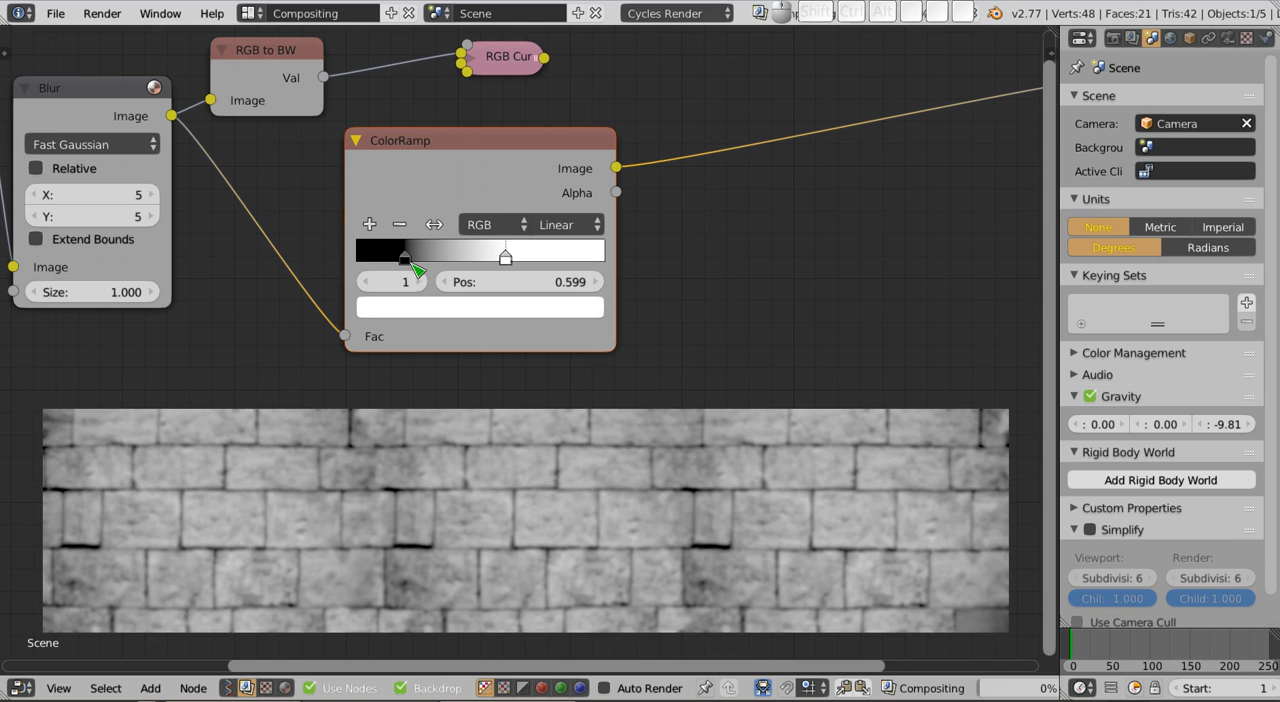 File Render Window Help Compositing Scene Cycles Render Shift Ctrl Alt v2.77 | Verts:48 | Faces:21 | Tris:42 | Objects:1/5 |
RGB to BW
Val
Image
RGB Cur
Blur
Image
Fast Gaussian
Relative
X: 5
Y: 5
Extend Bounds
Image
Size: 1.000
ColorRamp
Image
Alpha
RGB Linear
1 Pos: 0.599
Fac
Scene
Scene
Scene
Camera: Camera
Backgrou
Active Cli
Units
None Metric Imperial
Degrees Radians
Keying Sets
Color Management
Audio
Gravity
: 0.00 : 0.00 : -9.81
Rigid Body World
Add Rigid Body World
Custom Properties
Simplify
Viewport: Render:
Subdivisi: 6 Subdivisi: 6
Chil: 1.000 Child: 1.000
Use Camera Cull
0 50 100 150 200 250
View Select Add Node Use Nodes Backdrop Auto Render Compositing 0% Start: 1